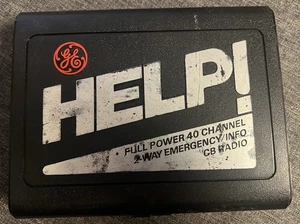 GE
HELP!
FULL POWER 40 CHANNEL
2-WAY EMERGENCY/INFO
CB RADIO